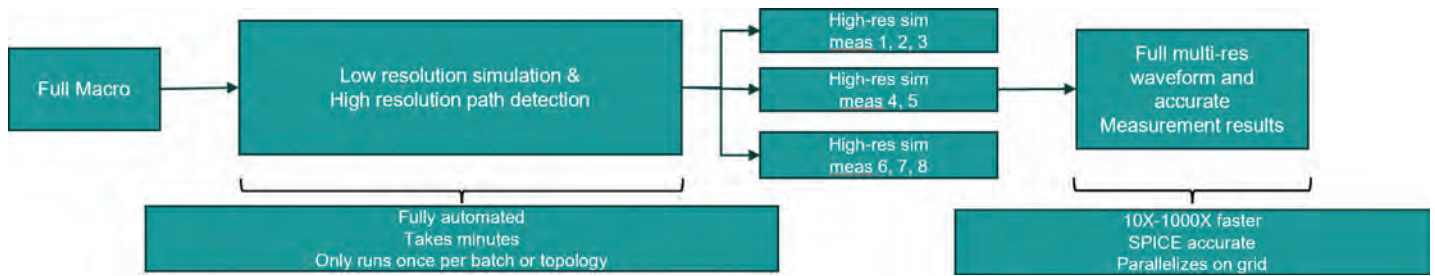 Full Macro
Low resolution simulation &
High resolution path detection
High-res sim
meas 1, 2, 3
High-res sim
meas 4, 5
High-res sim
meas 6, 7, 8
Full multi-res
waveform and
accurate
Measurement results
Fully automated
Takes minutes
Only runs once per batch or topology
10X-1000X faster
SPICE accurate
Parallelizes on grid